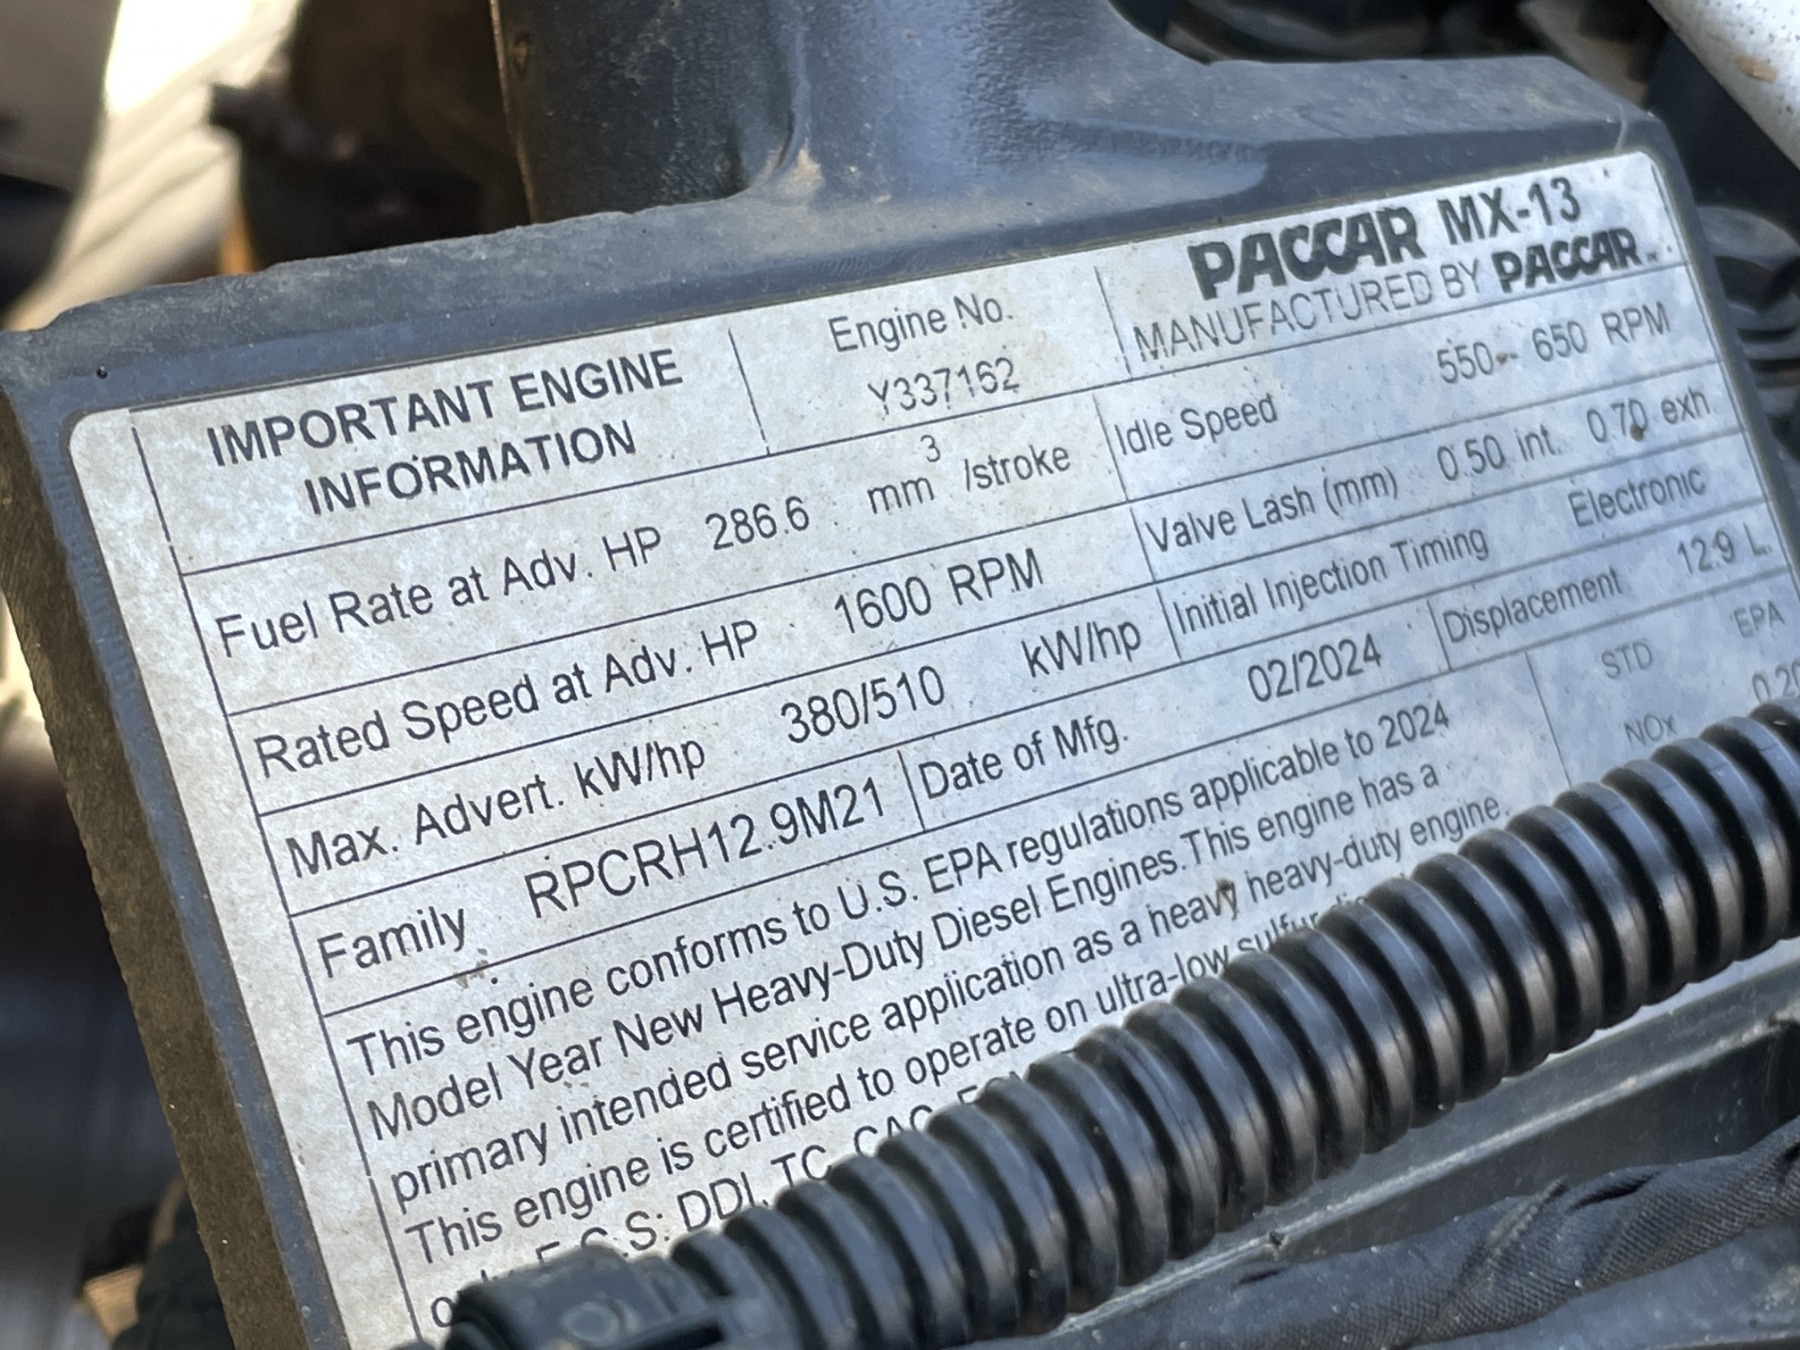 IMPORTANT ENGINE
INFORMATION
Engine No.
Y337162
PACCAR MX-13
MANUFACTURED BY PACCAR
Fuel Rate at Adv. HP 286.6 mm³ /stroke
Idle Speed 550 - 650 RPM
Rated Speed at Adv. HP 1600 RPM
Valve Lash (mm) 0.50 int. 0.70 exh.
Max. Advert. kW/hp 380/510 kW/hp
Initial Injection Timing Electronic
Family RPCRH12.9M21
Date of Mfg. 02/2024
Displacement 12.9 L.
This engine conforms to U.S. EPA regulations applicable to 2024
Model Year New Heavy-Duty Diesel Engines.This engine has a
primary intended service application as a heavy heavy-duty engine.
This engine is certified to operate on ultra-low sulfur
DDI, TC, CAC,
STD EPA
NOx